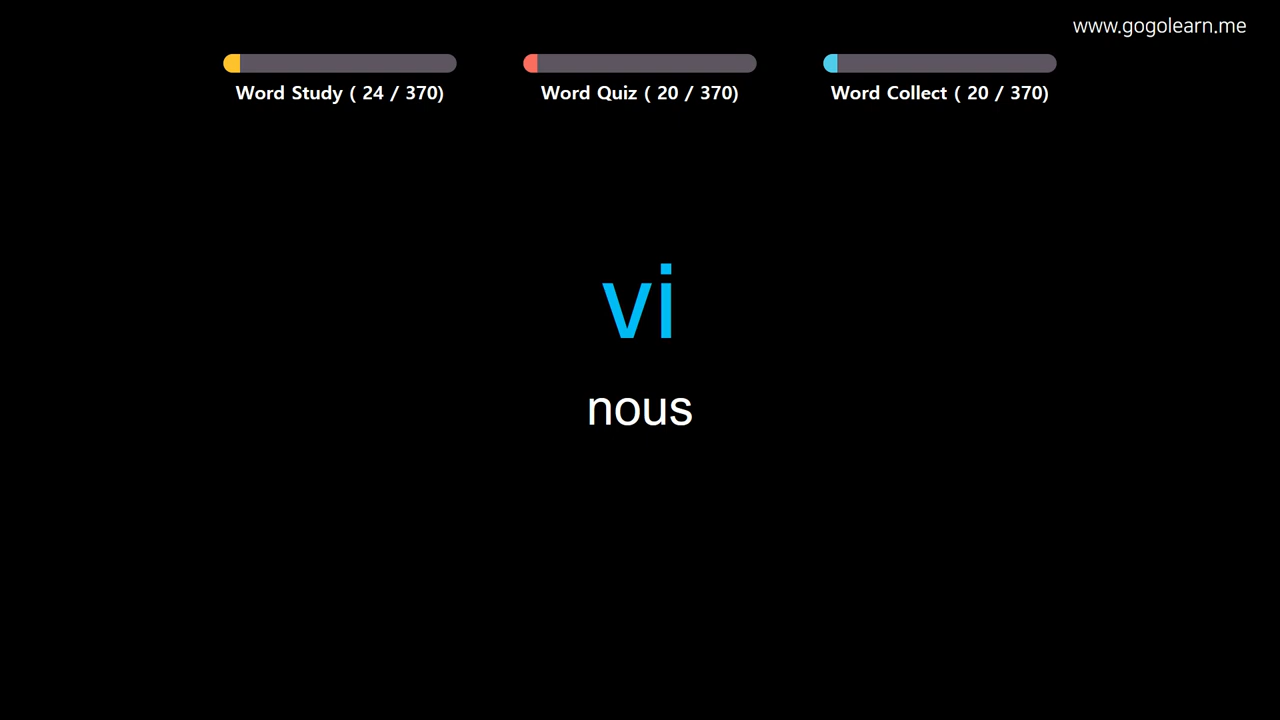 www.gogolearn.me
Word Study ( 24 / 370)
Word Quiz ( 20 / 370)
Word Collect ( 20 / 370)
vi
nous